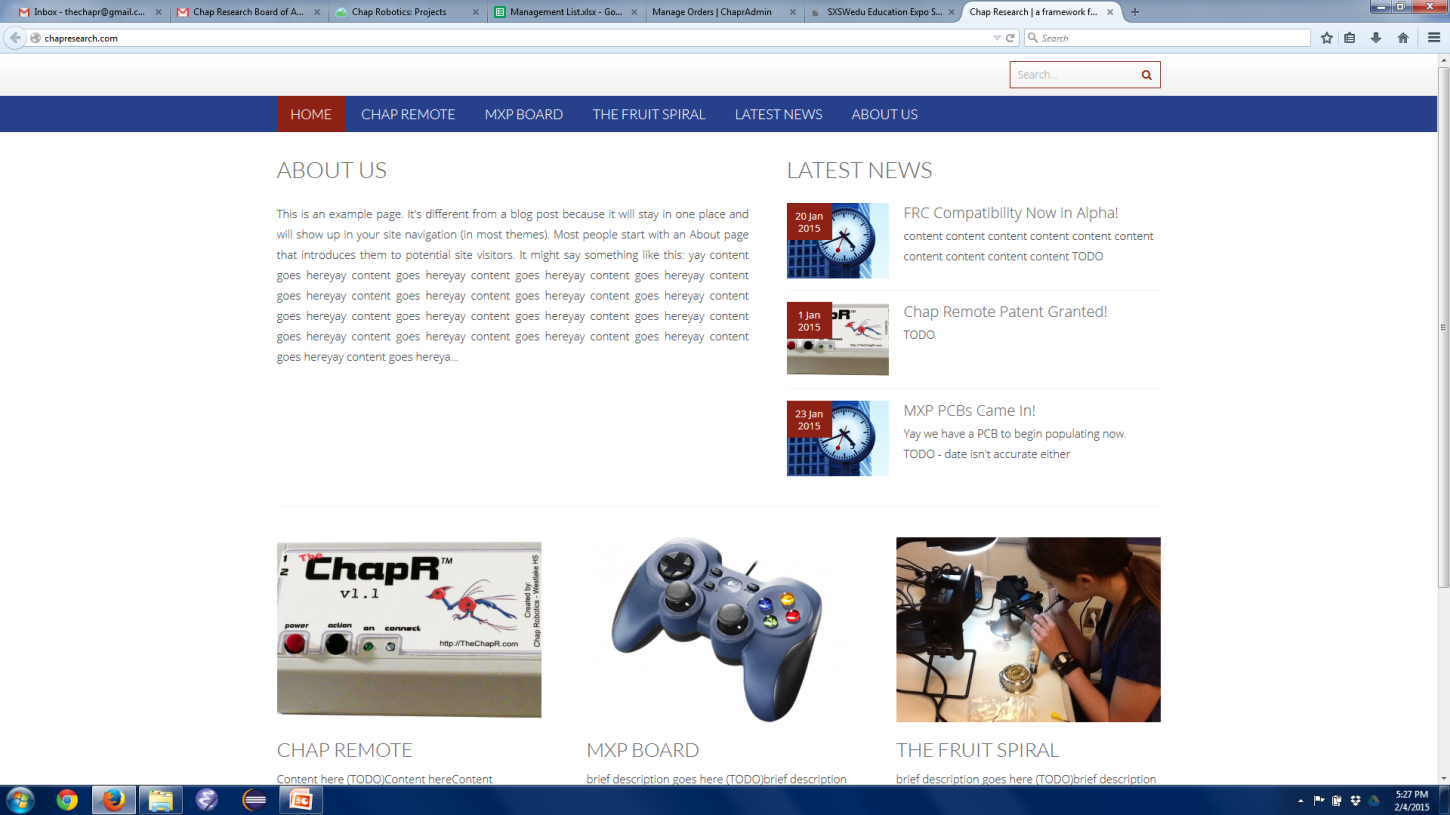 Inbox - thechapr@gmail.c...
Chap Research Board of A...
Chap Robotics: Projects
Management List.xlsx - Go...
Manage Orders | ChaprAdmin
SXSWedu Education Expo S...
Chap Research | a framework f...
chapresearch.com
Search
Search...
HOME
CHAP REMOTE
MXP BOARD
THE FRUIT SPIRAL
LATEST NEWS
ABOUT US
ABOUT US
This is an example page. It's different from a blog post because it will stay in one place and
will show up in your site navigation (in most themes). Most people start with an About page
that introduces them to potential site visitors. It might say something like this: yay content
goes hereyay content goes hereyay content goes hereyay content goes hereyay content
goes hereyay content goes hereyay content goes hereyay content goes hereyay content
goes hereyay content goes hereyay content goes hereyay content goes hereyay content
goes hereyay content goes hereyay content goes hereyay content goes hereyay content
goes hereyay content goes hereya...
LATEST NEWS
20 Jan
2015
FRC Compatibility Now in Alpha!
content content content content content content
content content content content TODO
1 Jan
2015
Chap Remote Patent Granted!
TODO
23 Jan
2015
MXP PCBs Came In!
Yay we have a PCB to begin populating now.
TODO - date isn't accurate either
1
2
The
ChapR™
v1.1
power
action
on
connect
http://TheChapR.com
Created by:
Chap Robotics - Westlake HS
CHAP REMOTE
Content here (TODO)Content hereContent
MXP BOARD
brief description goes here (TODO)brief description
THE FRUIT SPIRAL
brief description goes here (TODO)brief description
5:27 PM
2/4/2015